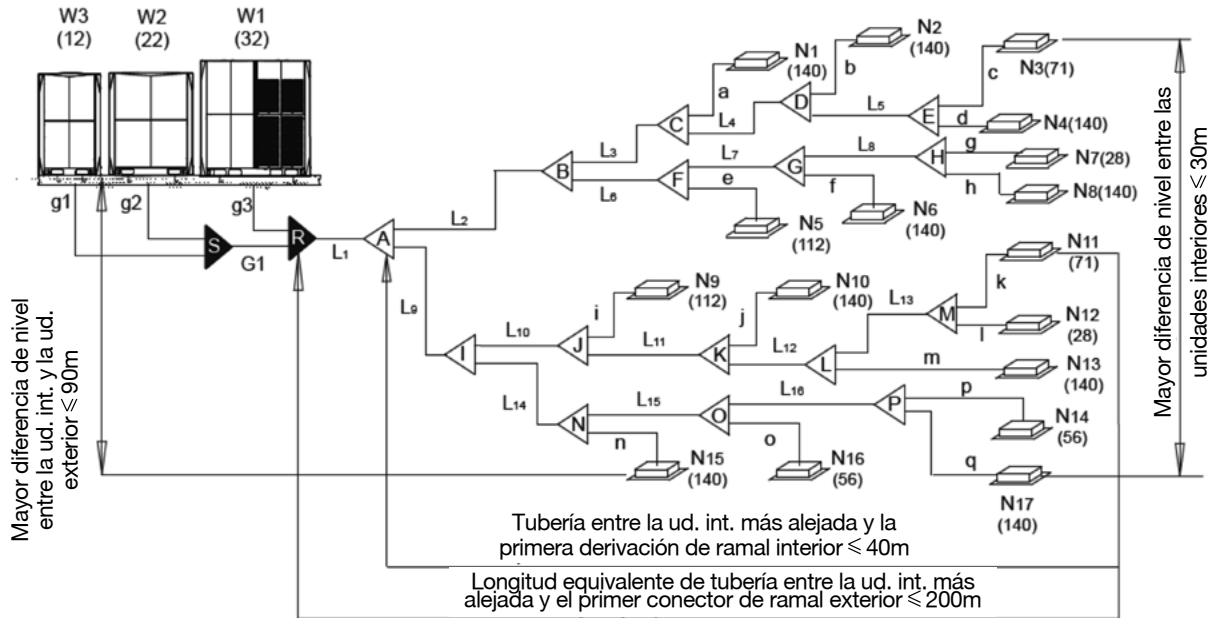 W3
(12)
W2
(22)
W1
(32)
g1
g2
g3
S
G1
R
L1
A
L2
B
L3
C
a
N1
(140)
L4
D
b
N2
(140)
L5
E
c
N3(71)
d
N4(140)
L6
F
e
N5
(112)
L7
G
f
N6
(140)
L8
H
g
N7(28)
h
N8(140)
L9
I
L10
J
i
N9
(112)
L11
K
j
N10
(140)
L12
L
L13
M
k
N11
(71)
l
N12
(28)
m
N13
(140)
L14
N
n
N15
(140)
L15
O
o
N16
(56)
L16
P
p
N14
(56)
q
N17
(140)
Mayor diferencia de nivel
entre la ud. int. y la ud.
exterior ≤ 90m
Mayor diferencia de nivel entre las
unidades interiores ≤ 30m
Tubería entre la ud. int. más alejada y la
primera derivación de ramal interior ≤ 40m
Longitud equivalente de tubería entre la ud. int. más
alejada y el primer conector de ramal exterior ≤ 200m